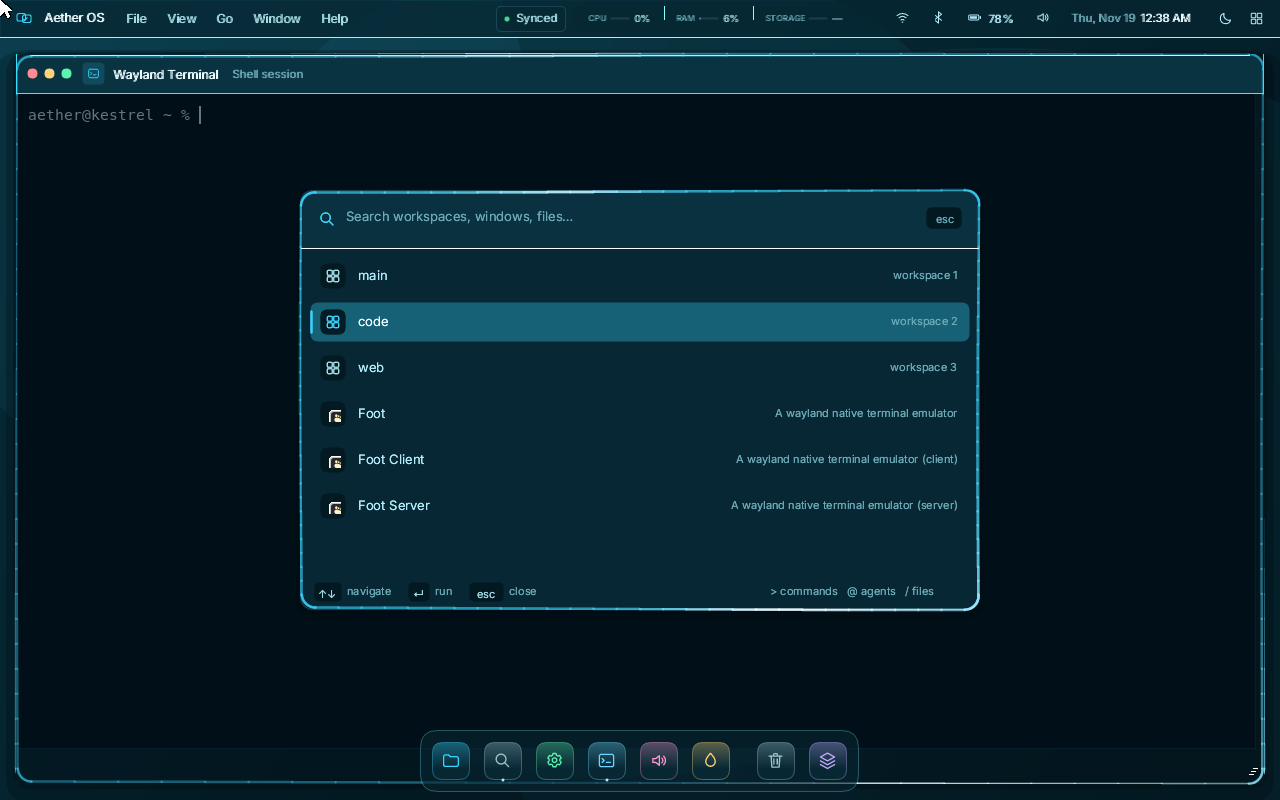 Aether OS File View Go Window Help Synced CPU 0% RAM 6% STORAGE — 78% Thu, Nov 19 12:38 AM
Wayland Terminal Shell session
aether@kestrel ~ %
Search workspaces, windows, files... esc
main workspace 1
code workspace 2
web workspace 3
Foot A wayland native terminal emulator
Foot Client A wayland native terminal emulator (client)
Foot Server A wayland native terminal emulator (server)
↑↓ navigate ↵ run esc close > commands @ agents / files